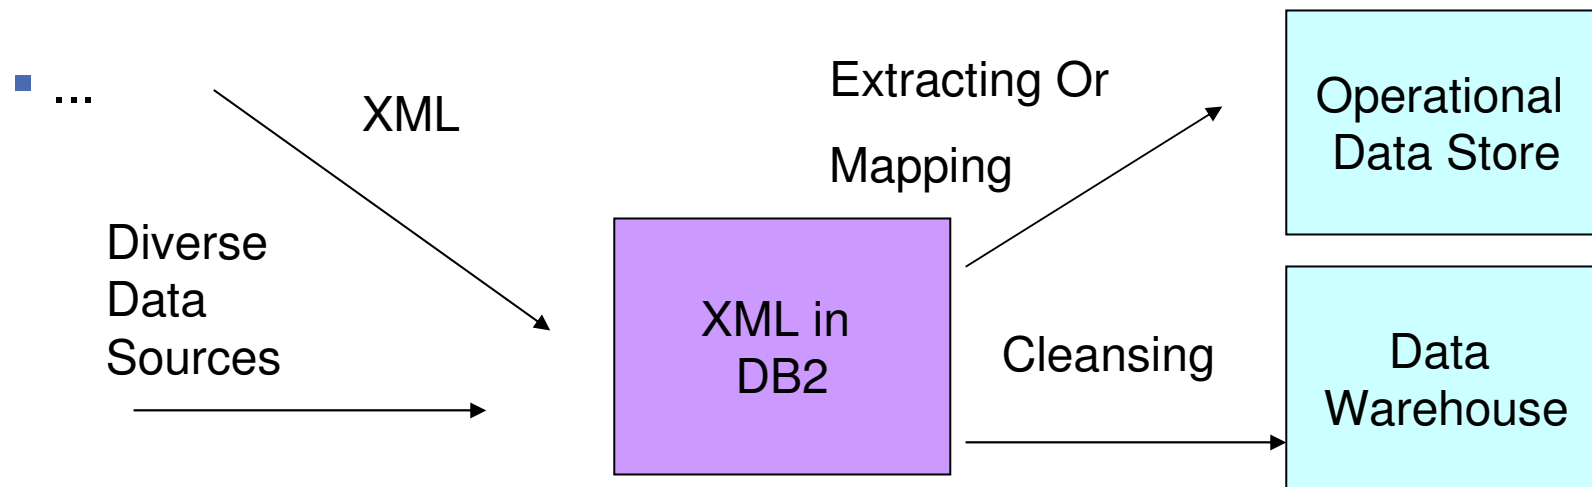 ...
XML
Diverse
Data
Sources
XML in
DB2
Extracting Or
Mapping
Cleansing
Operational
Data Store
Data
Warehouse